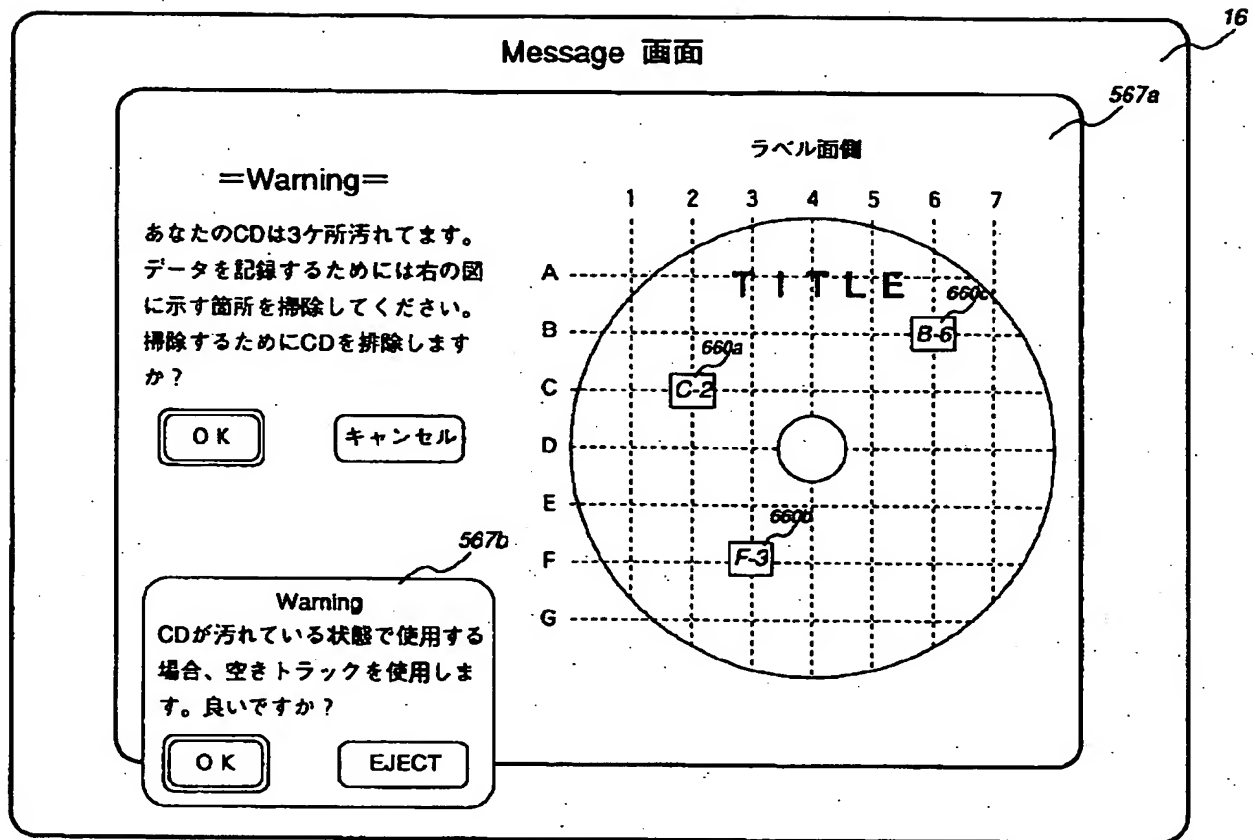 16
Message 画面
567a
=Warning=
あなたのCDは3ケ所汚れてます。
データを記録するためには右の図
に示す箇所を掃除してください。
掃除するためにCDを排除します
か？
OK
キャンセル
ラベル面側
1 2 3 4 5 6 7
A
B
C
D
E
F
G
TITLE
660c
B-6
660a
C-2
660b
F-3
567b
Warning
CDが汚れている状態で使用する
場合、空きトラックを使用しま
す。良いですか？
OK
EJECT